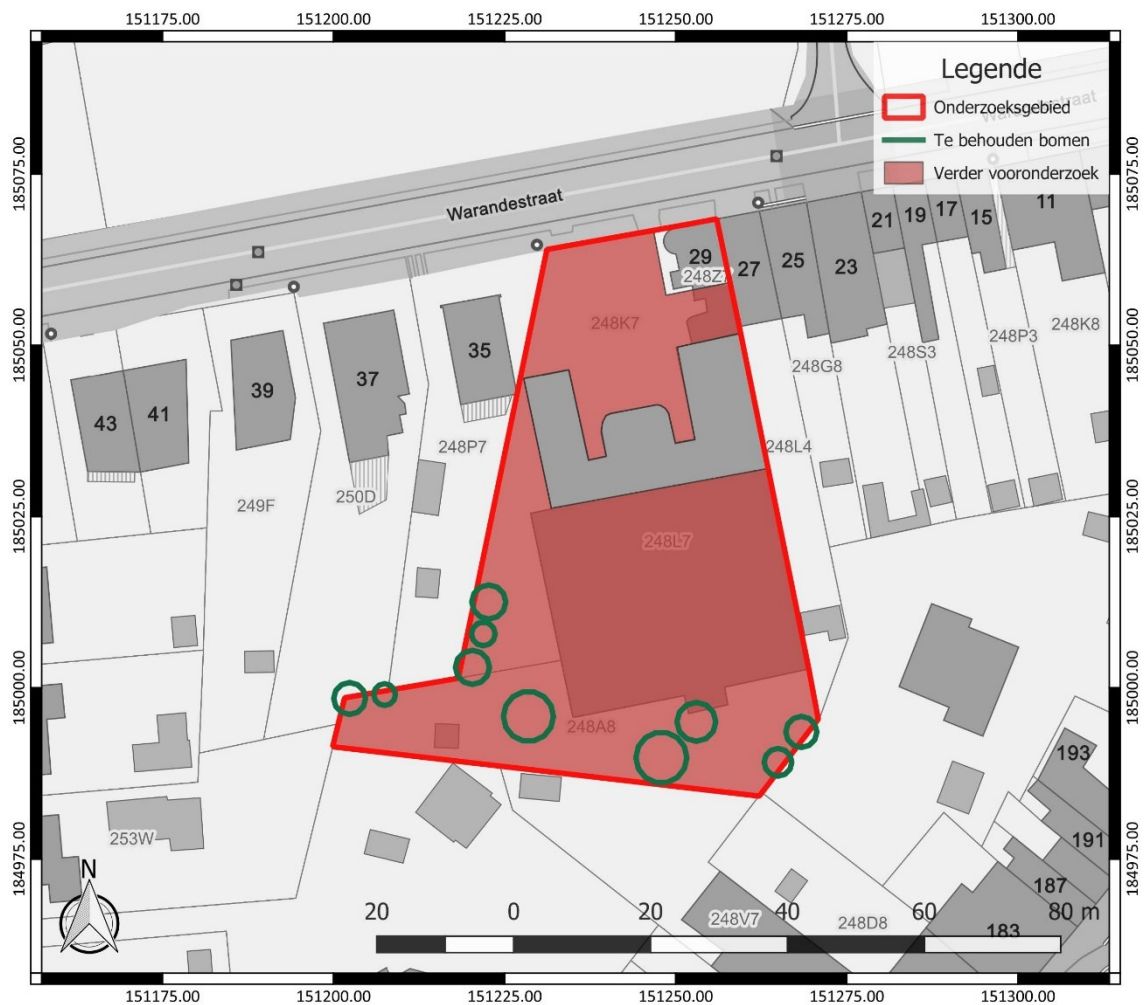 151175.00 151200.00 151225.00 151250.00 151275.00 151300.00
Legende
Onderzoeksgebied
Te behouden bomen
Verder vooronderzoek
Warandestraat
Warandestraat
185075.00 185075.00
21 19 17 15 11
29 27 25 23
248Z7
248K7
35 37 39 41 43
248G8 248S3 248P3 248K8
185050.00 185050.00
248P7 248L4
250D
249F
185025.00 185025.00
248L7
185000.00 185000.00
248A8
193
191
187
183
253W
184975.00 184975.00
N
20 0 20 40 60 80 m
248V7 248D8
151175.00 151200.00 151225.00 151250.00 151275.00 151300.00